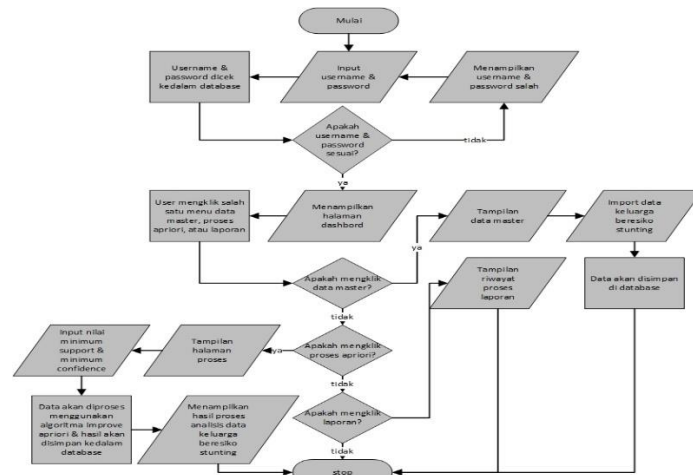 Mulai
Username &
password dicek
kedalam database
Input
username &
password
Menampilkan
username &
password salah
Apakah
username &
password
sesuai?
tidak
ya
User mengklik salah
satu menu data
master, proses
apriori, atau laporan
Menampilkan
halaman
dashbord
Tampilan
data master
Import data
keluarga
beresiko
stunting
ya
Apakah mengklik
data master?
Tampilan
riwayat
proses
laporan
Data akan disimpan
di database
tidak
Input nilai
minimum
support &
minimum
confidence
Tampilan
halaman
proses
ya
Apakah mengklik
proses apriori?
tidak
Data akan diproses
menggunakan
algoritma improve
apriori & hasil akan
disimpan kedalam
database
Menampilkan
hasil proses
analisis data
keluarga
beresiko
stunting
Apakah mengklik
laporan?
tidak
stop